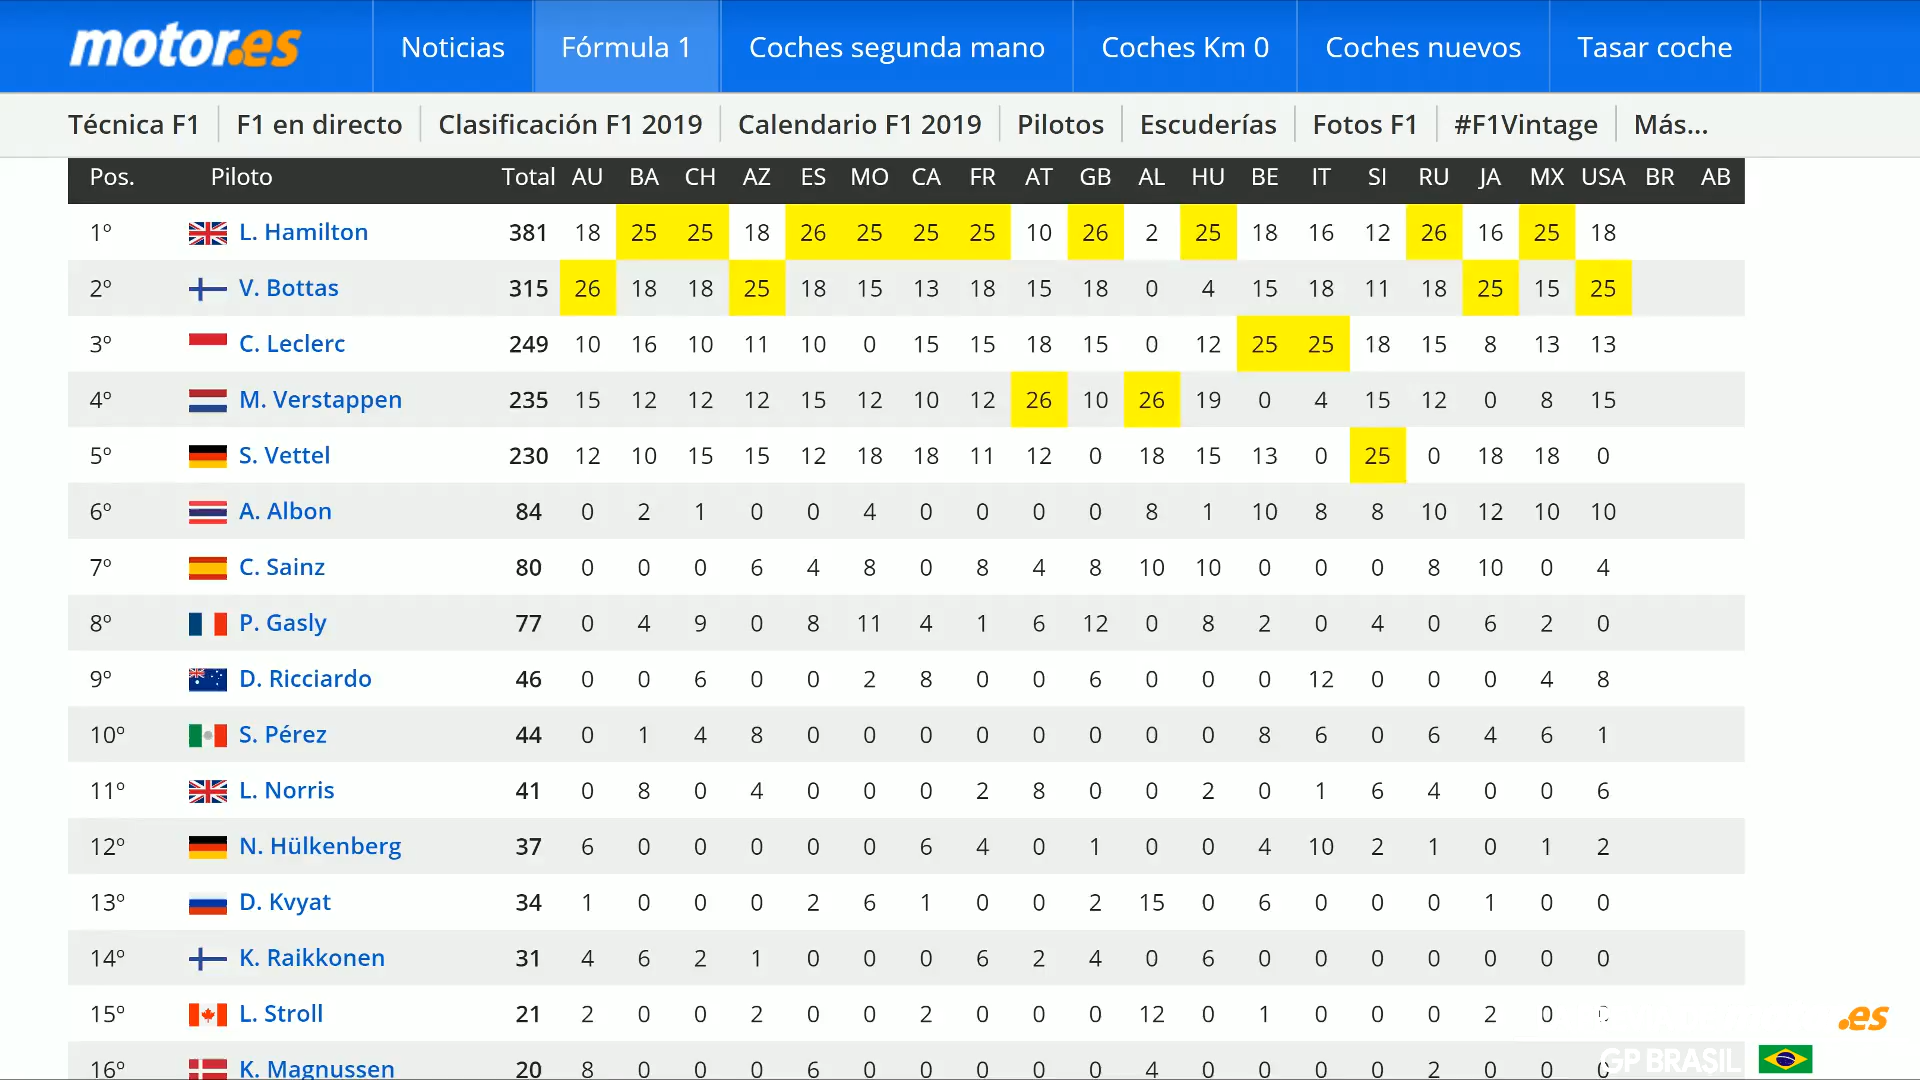 motor.es Noticias Fórmula 1 Coches segunda mano Coches Km 0 Coches nuevos Tasar coche
Técnica F1 F1 en directo Clasificación F1 2019 Calendario F1 2019 Pilotos Escuderías Fotos F1 #F1Vintage Más...
Pos. Piloto Total AU BA CH AZ ES MO CA FR AT GB AL HU BE IT SI RU JA MX USA BR AB
1º L. Hamilton 381 18 25 25 18 26 25 25 25 10 26 2 25 18 16 12 26 16 25 18
2º V. Bottas 315 26 18 18 25 18 15 13 18 15 18 0 4 15 18 11 18 25 15 25
3º C. Leclerc 249 10 16 10 11 10 0 15 15 18 15 0 12 25 25 18 15 8 13 13
4º M. Verstappen 235 15 12 12 12 15 12 10 12 26 10 26 19 0 4 15 12 0 8 15
5º S. Vettel 230 12 10 15 15 12 18 18 11 12 0 18 15 13 0 25 0 18 18 0
6º A. Albon 84 0 2 1 0 0 4 0 0 0 0 8 1 10 8 8 10 12 10 10
7º C. Sainz 80 0 0 0 6 4 8 0 8 4 8 10 10 0 0 0 8 10 0 4
8º P. Gasly 77 0 4 9 0 8 11 4 1 6 12 0 8 2 0 4 0 6 2 0
9º D. Ricciardo 46 0 0 6 0 0 2 8 0 0 6 0 0 0 12 0 0 0 4 8
10º S. Pérez 44 0 1 4 8 0 0 0 0 0 0 0 0 8 6 0 6 4 6 1
11º L. Norris 41 0 8 0 4 0 0 0 2 8 0 0 2 0 1 6 4 0 0 6
12º N. Hülkenberg 37 6 0 0 0 0 0 6 4 0 1 0 0 4 10 2 1 0 1 2
13º D. Kvyat 34 1 0 0 0 2 6 1 0 0 2 15 0 6 0 0 0 1 0 0
14º K. Raikkonen 31 4 6 2 1 0 0 0 6 2 4 0 6 0 0 0 0 0 0 0
15º L. Stroll 21 2 0 0 2 0 0 2 0 0 0 12 0 1 0 0 0 2 0
.es
16º K. Magnussen 20 8 0 0 0 6 0 0 0 0 0 4 0 0 0 0 2 0 0 0
GP BRASIL